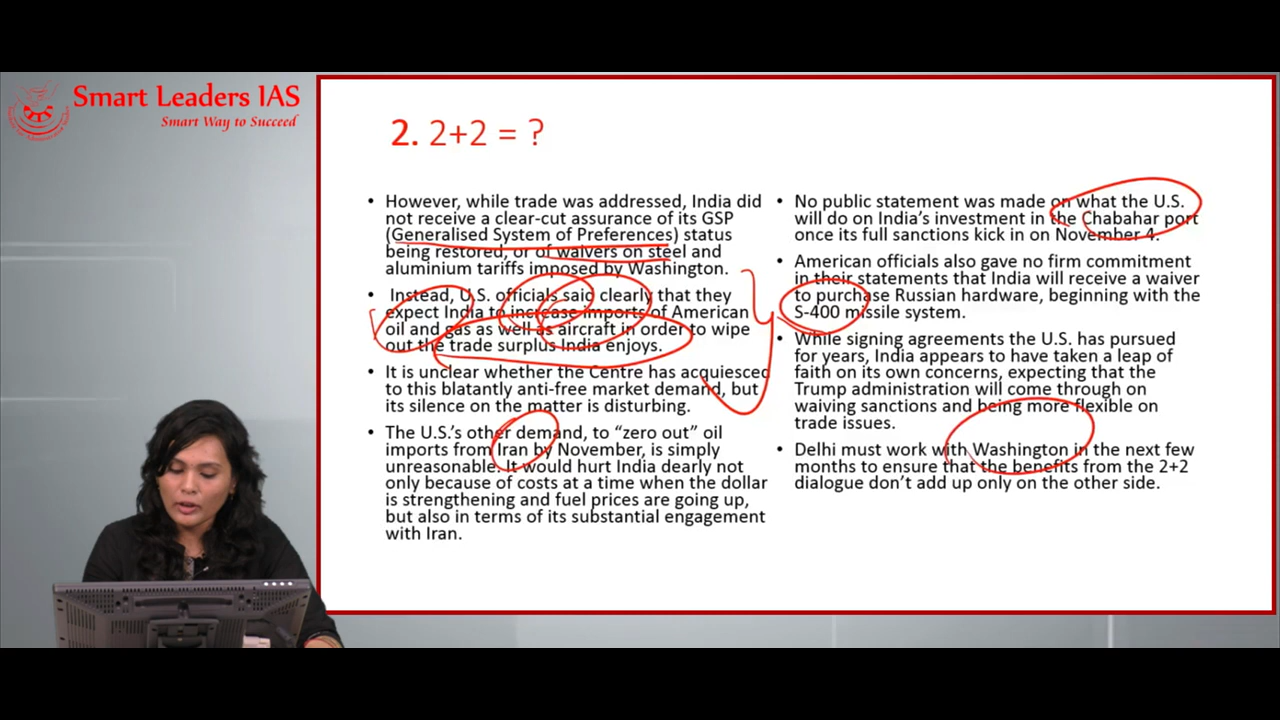 Smart Leaders IAS
Smart Way to Succeed
2. 2+2 = ?
• However, while trade was addressed, India did
not receive a clear-cut assurance of its GSP
(Generalised System of Preferences) status
being restored, or of waivers on steel and
aluminium tariffs imposed by Washington.
• Instead, U.S. officials said clearly that they
expect India to increase imports of American
oil and gas as well as aircraft in order to wipe
out the trade surplus India enjoys.
• It is unclear whether the Centre has acquiesced
to this blatantly anti-free market demand, but
its silence on the matter is disturbing.
• The U.S.'s other demand, to “zero out” oil
imports from Iran by November, is simply
unreasonable. It would hurt India dearly not
only because of costs at a time when the dollar
is strengthening and fuel prices are going up,
but also in terms of its substantial engagement
with Iran.
• No public statement was made on what the U.S.
will do on India's investment in the Chabahar port
once its full sanctions kick in on November 4.
• American officials also gave no firm commitment
in their statements that India will receive a waiver
to purchase Russian hardware, beginning with the
S-400 missile system.
• While signing agreements the U.S. has pursued
for years, India appears to have taken a leap of
faith on its own concerns, expecting that the
Trump administration will come through on
waiving sanctions and being more flexible on
trade issues.
• Delhi must work with Washington in the next few
months to ensure that the benefits from the 2+2
dialogue don't add up only on the other side.